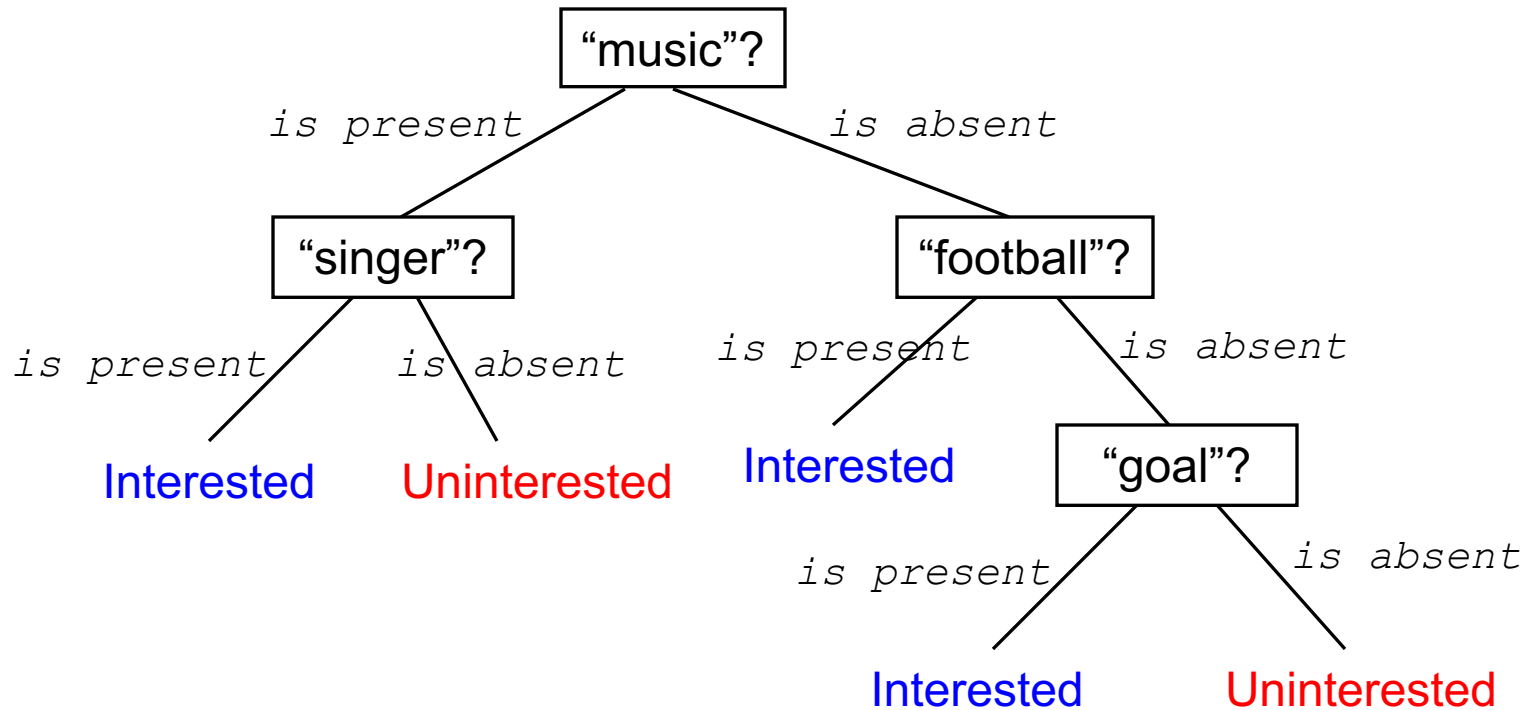 “music”?
is present
is absent
“singer”?
“football”?
is present
is absent
is present
is absent
Interested
Uninterested
Interested
“goal”?
is present
is absent
Interested
Uninterested